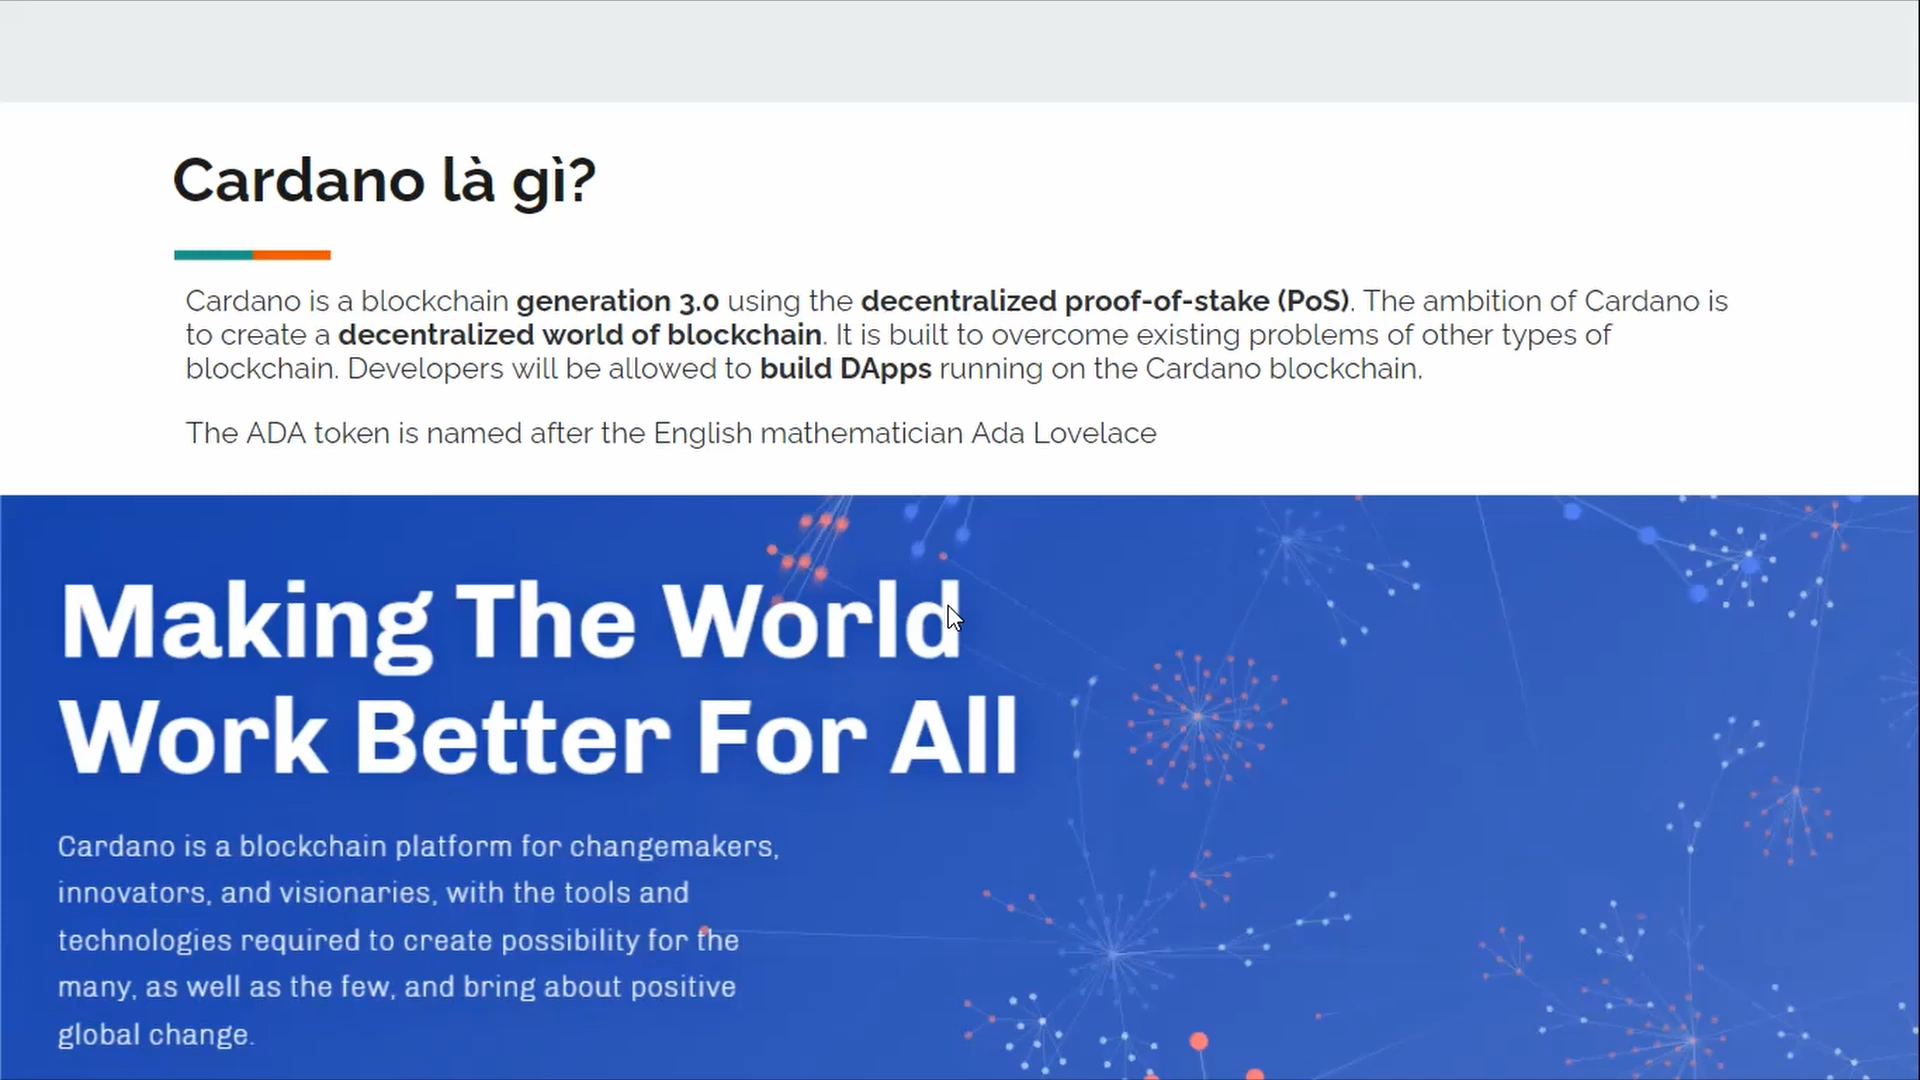 Cardano là gì?
Cardano is a blockchain generation 3.0 using the decentralized proof-of-stake (PoS). The ambition of Cardano is
to create a decentralized world of blockchain. It is built to overcome existing problems of other types of
blockchain. Developers will be allowed to build DApps running on the Cardano blockchain.
The ADA token is named after the English mathematician Ada Lovelace
Making The World
Work Better For All
Cardano is a blockchain platform for changemakers,
innovators, and visionaries, with the tools and
technologies required to create possibility for the
many, as well as the few, and bring about positive
global change.